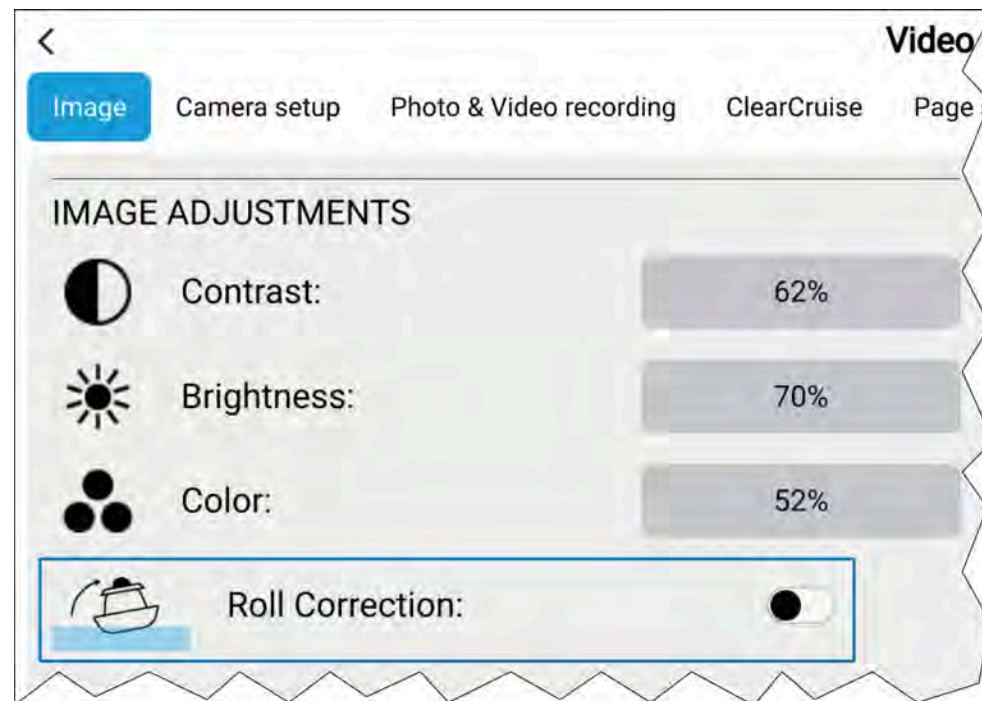 Video
Image Camera setup Photo & Video recording ClearCruise Page
IMAGE ADJUSTMENTS
Contrast: 62%
Brightness: 70%
Color: 52%
Roll Correction: